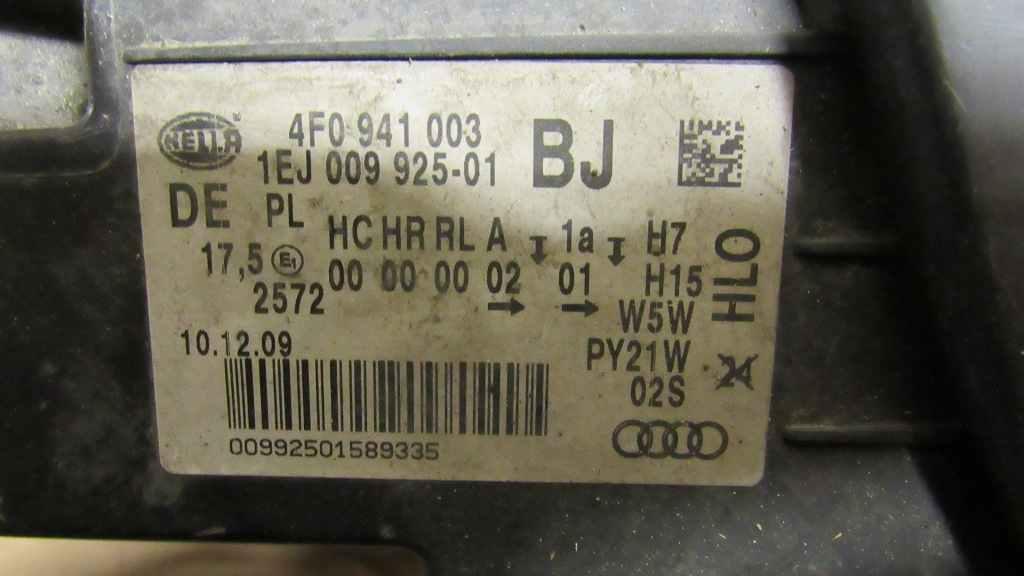 HELLA
4F0 941 003
1EJ 009 925-01
BJ
DE PL
HC HR RL A 1a H7
17,5 E1 00 00 00 02 01 H15
2572 → → W5W
HLO
10.12.09 PY21W
02S 24
00992501589335